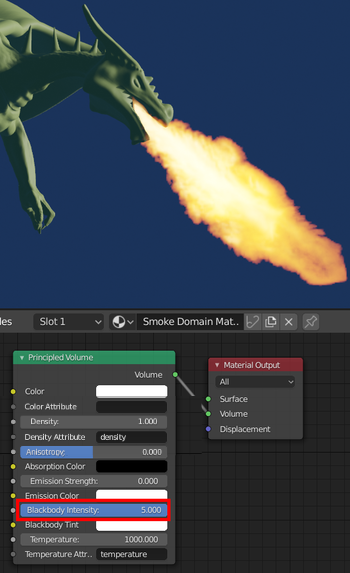 les
Slot 1
Smoke Domain Mat..
Principled Volume
Volume
Color
Color Attribute
Density:
1.000
Density Attribute
density
Anisotropy:
0.000
Absorption Color
Emission Strength:
0.000
Emission Color
Blackbody Intensity:
5.000
Blackbody Tint
Temperature:
1000.000
Temperature Attr..
temperature
Material Output
All
Surface
Volume
Displacement